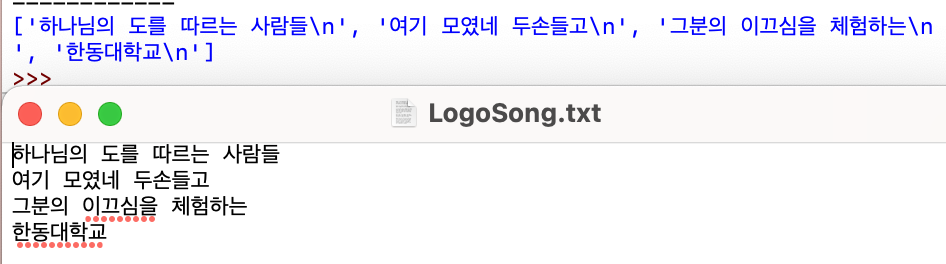 ------------
['하나님의 도를 따르는 사람들\n', '여기 모였네 두손들고\n', '그분의 이끄심을 체험하는\n
', '한동대학교\n']
>>>
LogoSong.txt
하나님의 도를 따르는 사람들
여기 모였네 두손들고
그분의 이끄심을 체험하는
한동대학교